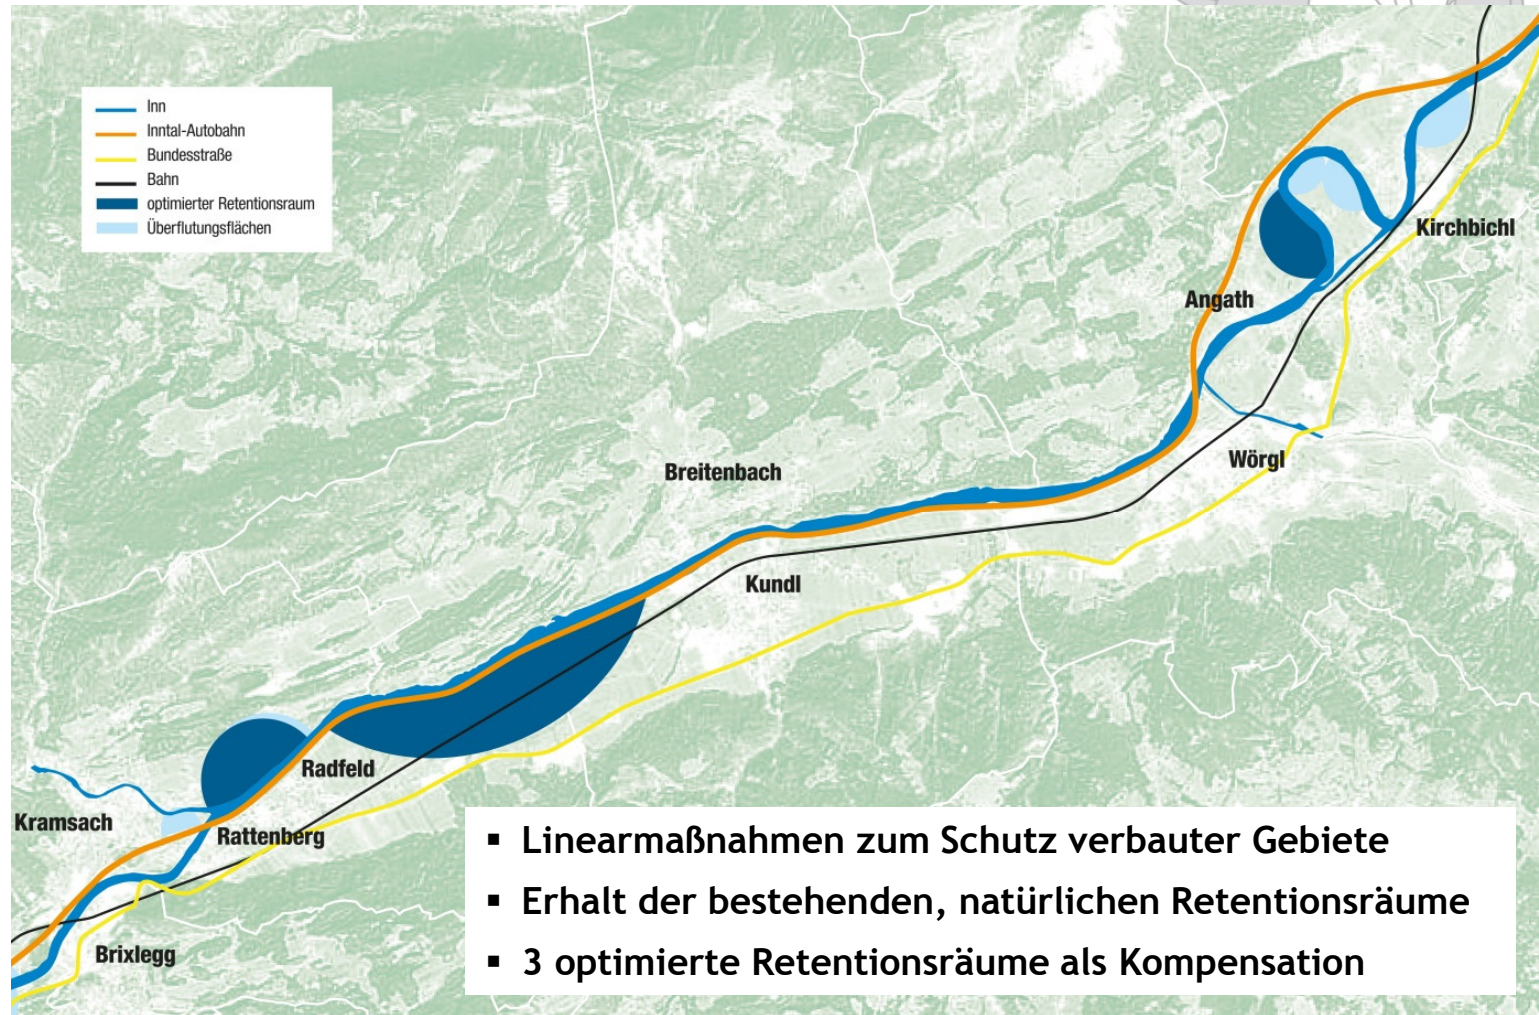 Inn
Inntal-Autobahn
Bundesstraße
Bahn
optimierter Retentionsraum
Überflutungsflächen
Kirchbichl
Angath
Wörgl
Breitenbach
Kundl
Radfeld
Kramsach
Rattenberg
Brixlegg
▪ Linearmaßnahmen zum Schutz verbauter Gebiete
▪ Erhalt der bestehenden, natürlichen Retentionsräume
▪ 3 optimierte Retentionsräume als Kompensation